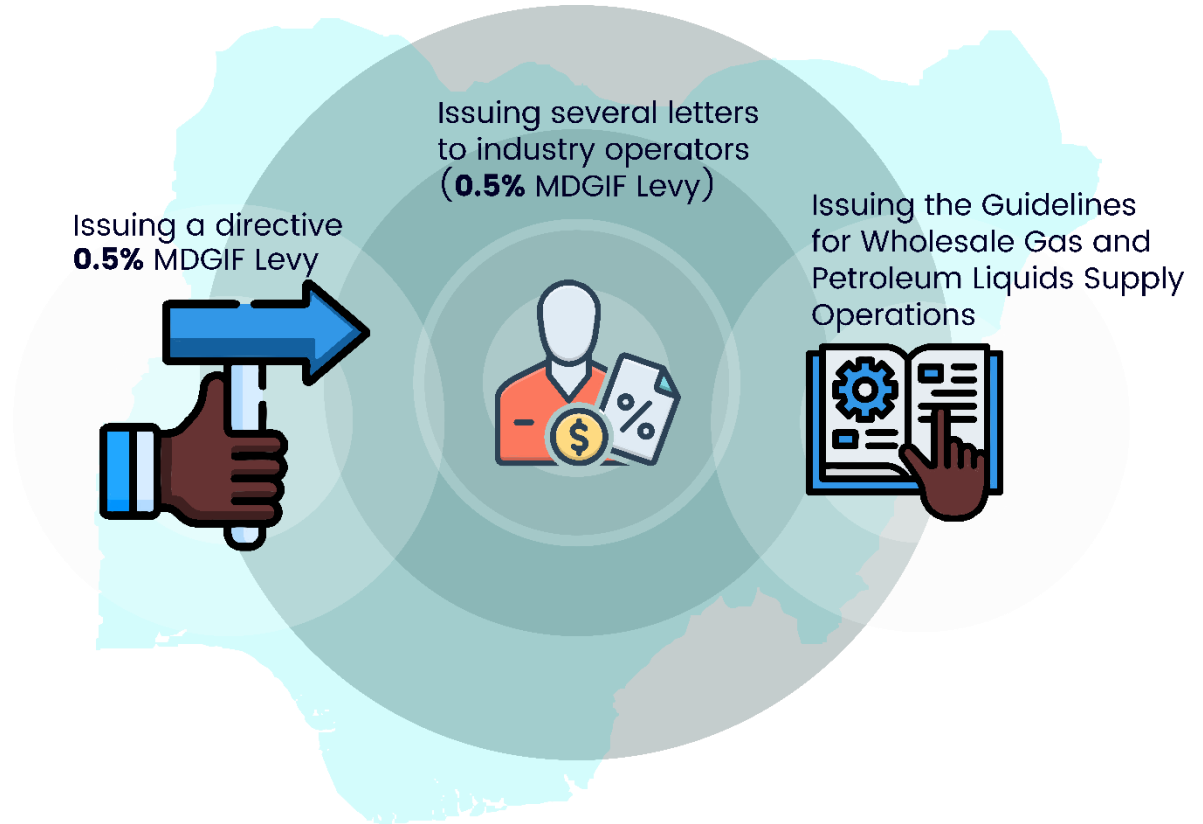 Issuing a directive
0.5% MDGIF Levy
Issuing several letters
to industry operators
(0.5% MDGIF Levy)
Issuing the Guidelines
for Wholesale Gas and
Petroleum Liquids Supply
Operations
$
%